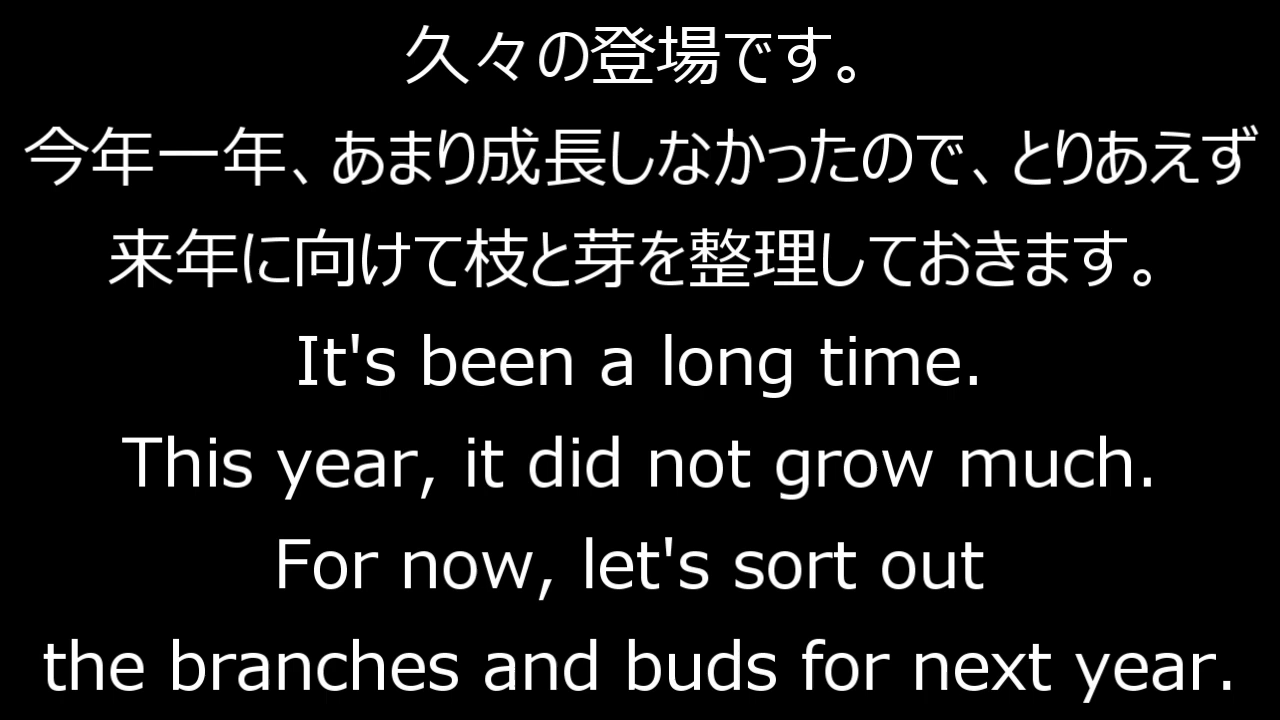 久々の登場です。
今年一年、あまり成長しなかったので、とりあえず
来年に向けて枝と芽を整理しておきます。
It's been a long time.
This year, it did not grow much.
For now, let's sort out
the branches and buds for next year.